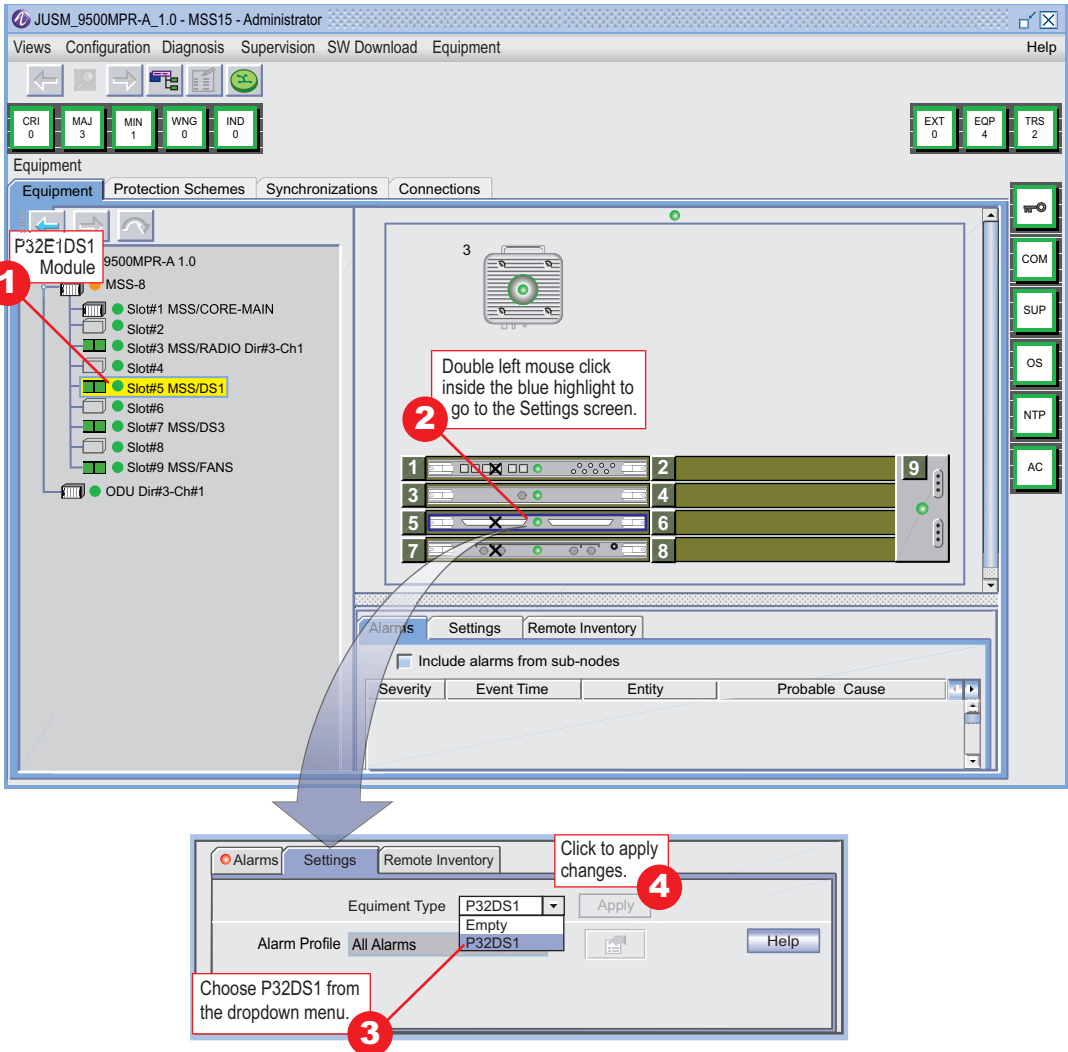 JUSM_9500MPR-A_1.0 - MSS15 - Administrator
Views Configuration Diagnosis Supervision SW Download Equipment Help
CRI 0
MAJ 3
MIN 1
WNG 0
IND 0
EXT 0
EQP 4
TRS 2
Equipment
Equipment Protection Schemes Synchronizations Connections
P32E1DS1
Module
1
9500MPR-A 1.0
MSS-8
Slot#1 MSS/CORE-MAIN
Slot#2
Slot#3 MSS/RADIO Dir#3-Ch1
Slot#4
Slot#5 MSS/DS1
Slot#6
Slot#7 MSS/DS3
Slot#8
Slot#9 MSS/FANS
ODU Dir#3-Ch#1
3
Double left mouse click
inside the blue highlight to
go to the Settings screen.
2
1 2 9
3 4
5 6
7 8
COM
SUP
OS
NTP
AC
Alarms Settings Remote Inventory
Include alarms from sub-nodes
Severity Event Time Entity Probable Cause
Alarms Settings Remote Inventory
Click to apply
changes.
4
Equiment Type P32DS1 Apply
Empty
P32DS1
Alarm Profile All Alarms Help
Choose P32DS1 from
the dropdown menu.
3